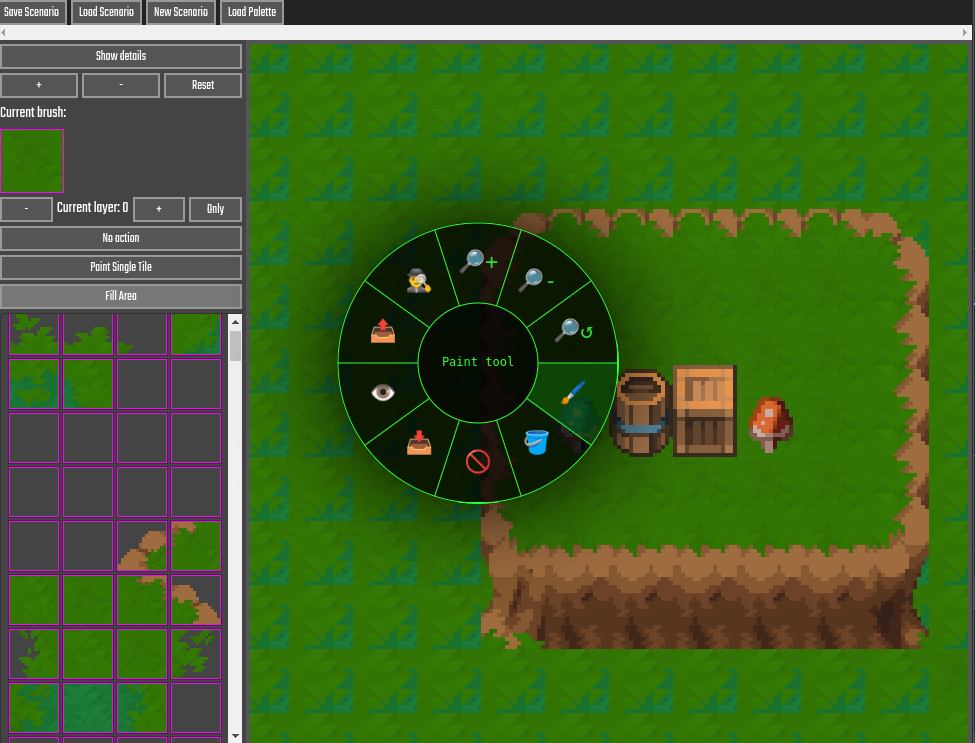 Save Scenario Load Scenario New Scenario Load Palette
Show details
+ - Reset
Current brush:
- Current layer: 0 + Only
No action
Paint Single Tile
Fill Area
+
-
Paint tool